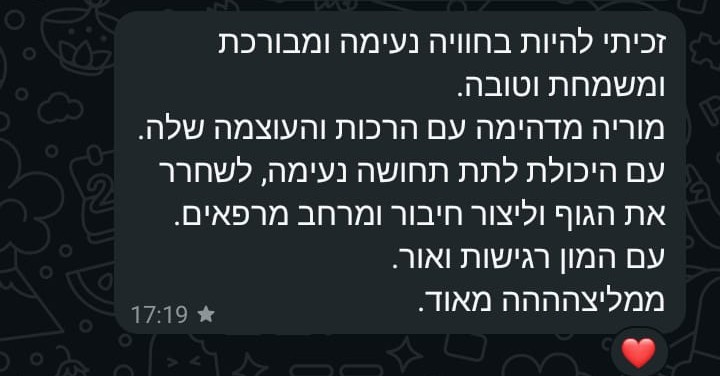 זכיתי להיות בחוויה נעימה ומבורכת
ומשמחת וטובה.
מוריה מדהימה עם הרכות והעוצמה שלה.
עם היכולת לתת תחושה נעימה, לשחרר
את הגוף וליצור חיבור ומרחב מרפאים.
עם המון רגישות ואור.
ממליצהההה מאוד.
17:19